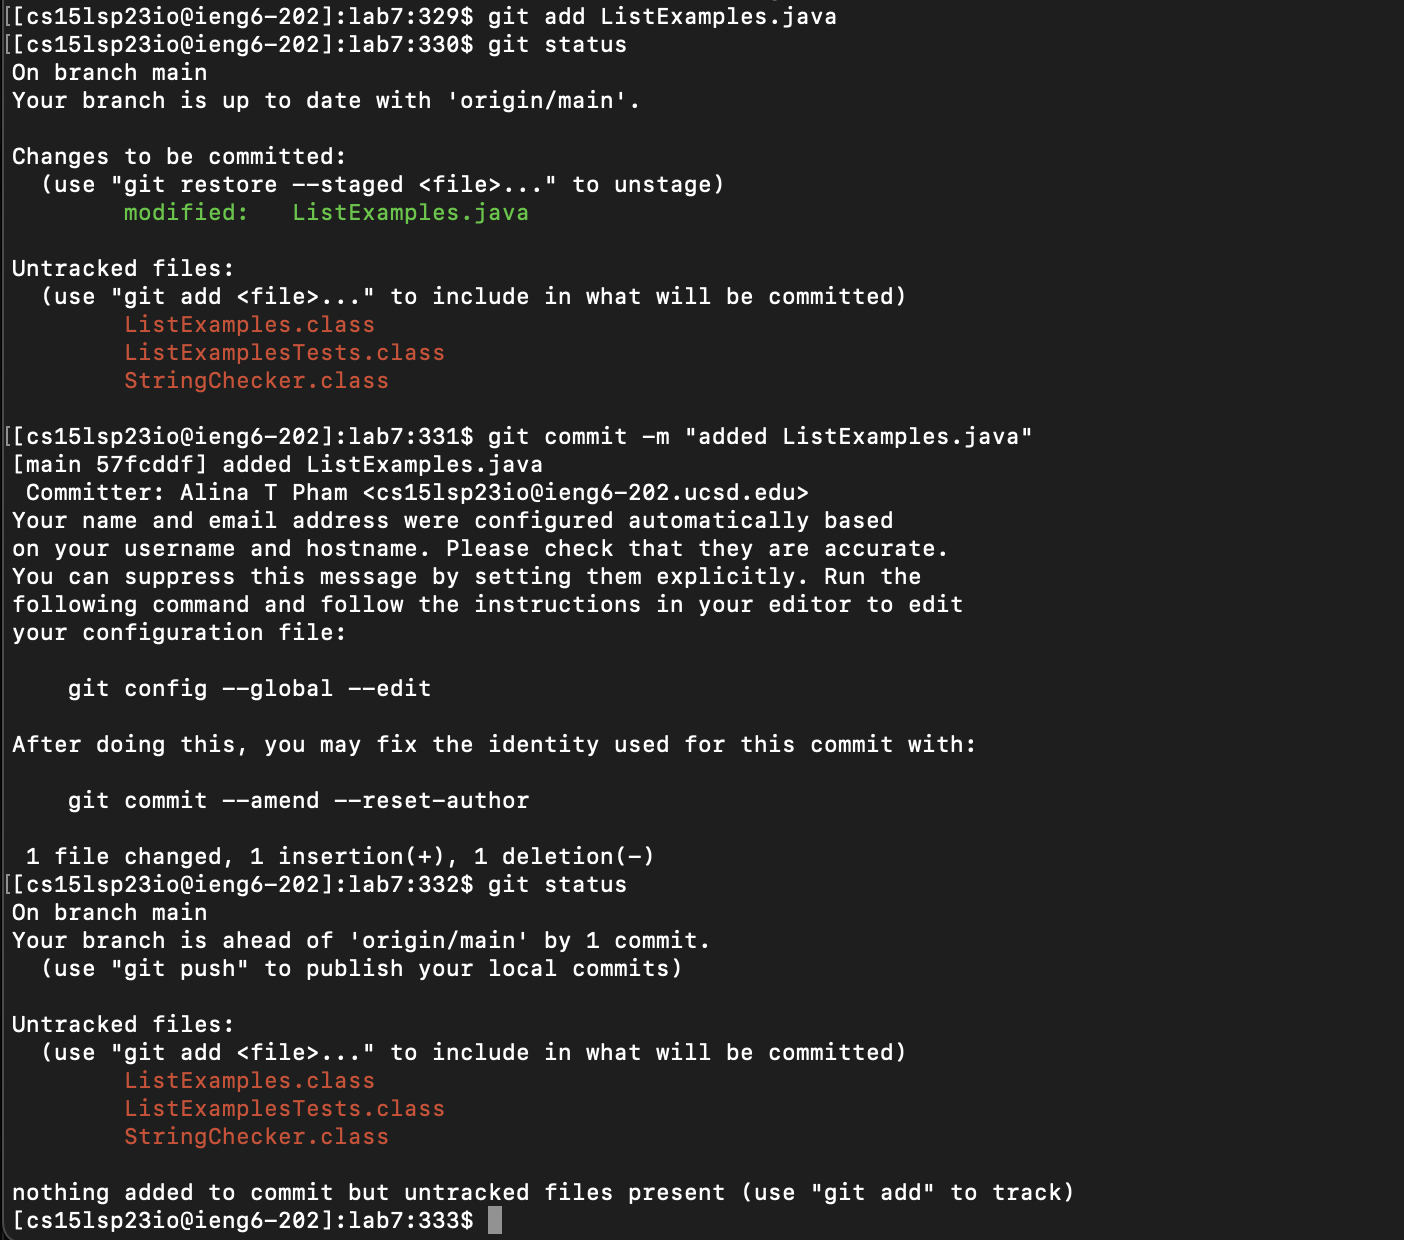 [[cs15lsp23io@ieng6-202]:lab7:329$ git add ListExamples.java
[[cs15lsp23io@ieng6-202]:lab7:330$ git status
On branch main
Your branch is up to date with 'origin/main'.
Changes to be committed:
  (use "git restore --staged <file>..." to unstage)
        modified:   ListExamples.java
Untracked files:
  (use "git add <file>..." to include in what will be committed)
        ListExamples.class
        ListExamplesTests.class
        StringChecker.class
[[cs15lsp23io@ieng6-202]:lab7:331$ git commit -m "added ListExamples.java"
[main 57fcddf] added ListExamples.java
 Committer: Alina T Pham <cs15lsp23io@ieng6-202.ucsd.edu>
Your name and email address were configured automatically based
on your username and hostname. Please check that they are accurate.
You can suppress this message by setting them explicitly. Run the
following command and follow the instructions in your editor to edit
your configuration file:
    git config --global --edit
After doing this, you may fix the identity used for this commit with:
    git commit --amend --reset-author
 1 file changed, 1 insertion(+), 1 deletion(-)
[[cs15lsp23io@ieng6-202]:lab7:332$ git status
On branch main
Your branch is ahead of 'origin/main' by 1 commit.
  (use "git push" to publish your local commits)
Untracked files:
  (use "git add <file>..." to include in what will be committed)
        ListExamples.class
        ListExamplesTests.class
        StringChecker.class
nothing added to commit but untracked files present (use "git add" to track)
[cs15lsp23io@ieng6-202]:lab7:333$